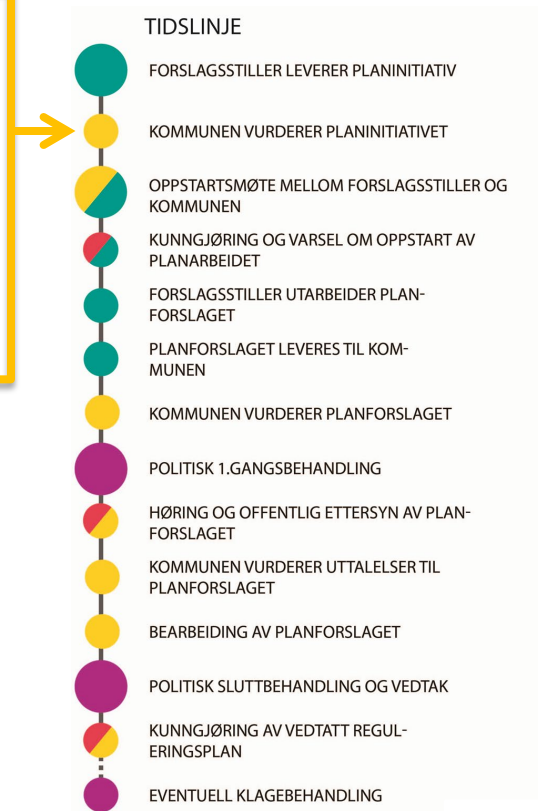 TIDSLINJE
FORSLAGSSTILLER LEVERER PLANINITIATIV
KOMMUNEN VURDERER PLANINITIATIVET
OPPSTARTSMØTE MELLOM FORSLAGSSTILLER OG
KOMMUNEN
KUNNGJØRING OG VARSEL OM OPPSTART AV
PLANARBEIDET
FORSLAGSSTILLER UTARBEIDER PLAN-
FORSLAGET
PLANFORSLAGET LEVERES TIL KOM-
MUNEN
KOMMUNEN VURDERER PLANFORSLAGET
POLITISK 1.GANGSBEHANDLING
HØRING OG OFFENTLIG ETTERSYN AV PLAN-
FORSLAGET
KOMMUNEN VURDERER UTTALELSER TIL
PLANFORSLAGET
BEARBEIDING AV PLANFORSLAGET
POLITISK SLUTTBEHANDLING OG VEDTAK
KUNNGJØRING AV VEDTATT REGUL-
ERINGSPLAN
EVENTUELL KLAGEBEHANDLING